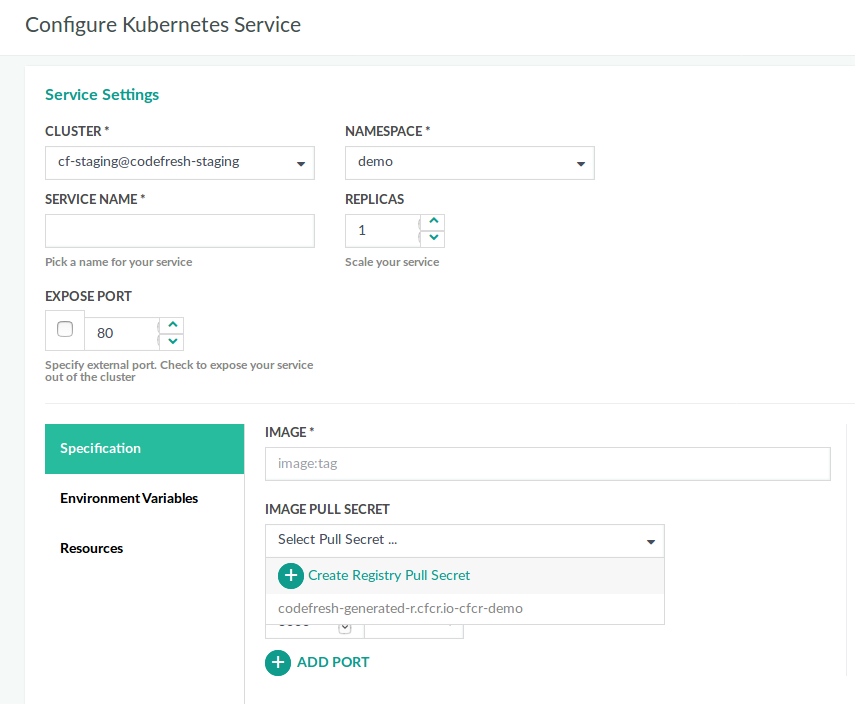 Configure Kubernetes Service
Service Settings
CLUSTER *
NAMESPACE *
cf-staging@codefresh-staging
demo
SERVICE NAME *
REPLICAS
1
Pick a name for your service
Scale your service
EXPOSE PORT
80
Specify external port. Check to expose your service
out of the cluster
Specification
IMAGE *
image:tag
Environment Variables
IMAGE PULL SECRET
Select Pull Secret ...
Resources
Create Registry Pull Secret
codefresh-generated-r.cfcr.io-cfcr-demo
ADD PORT